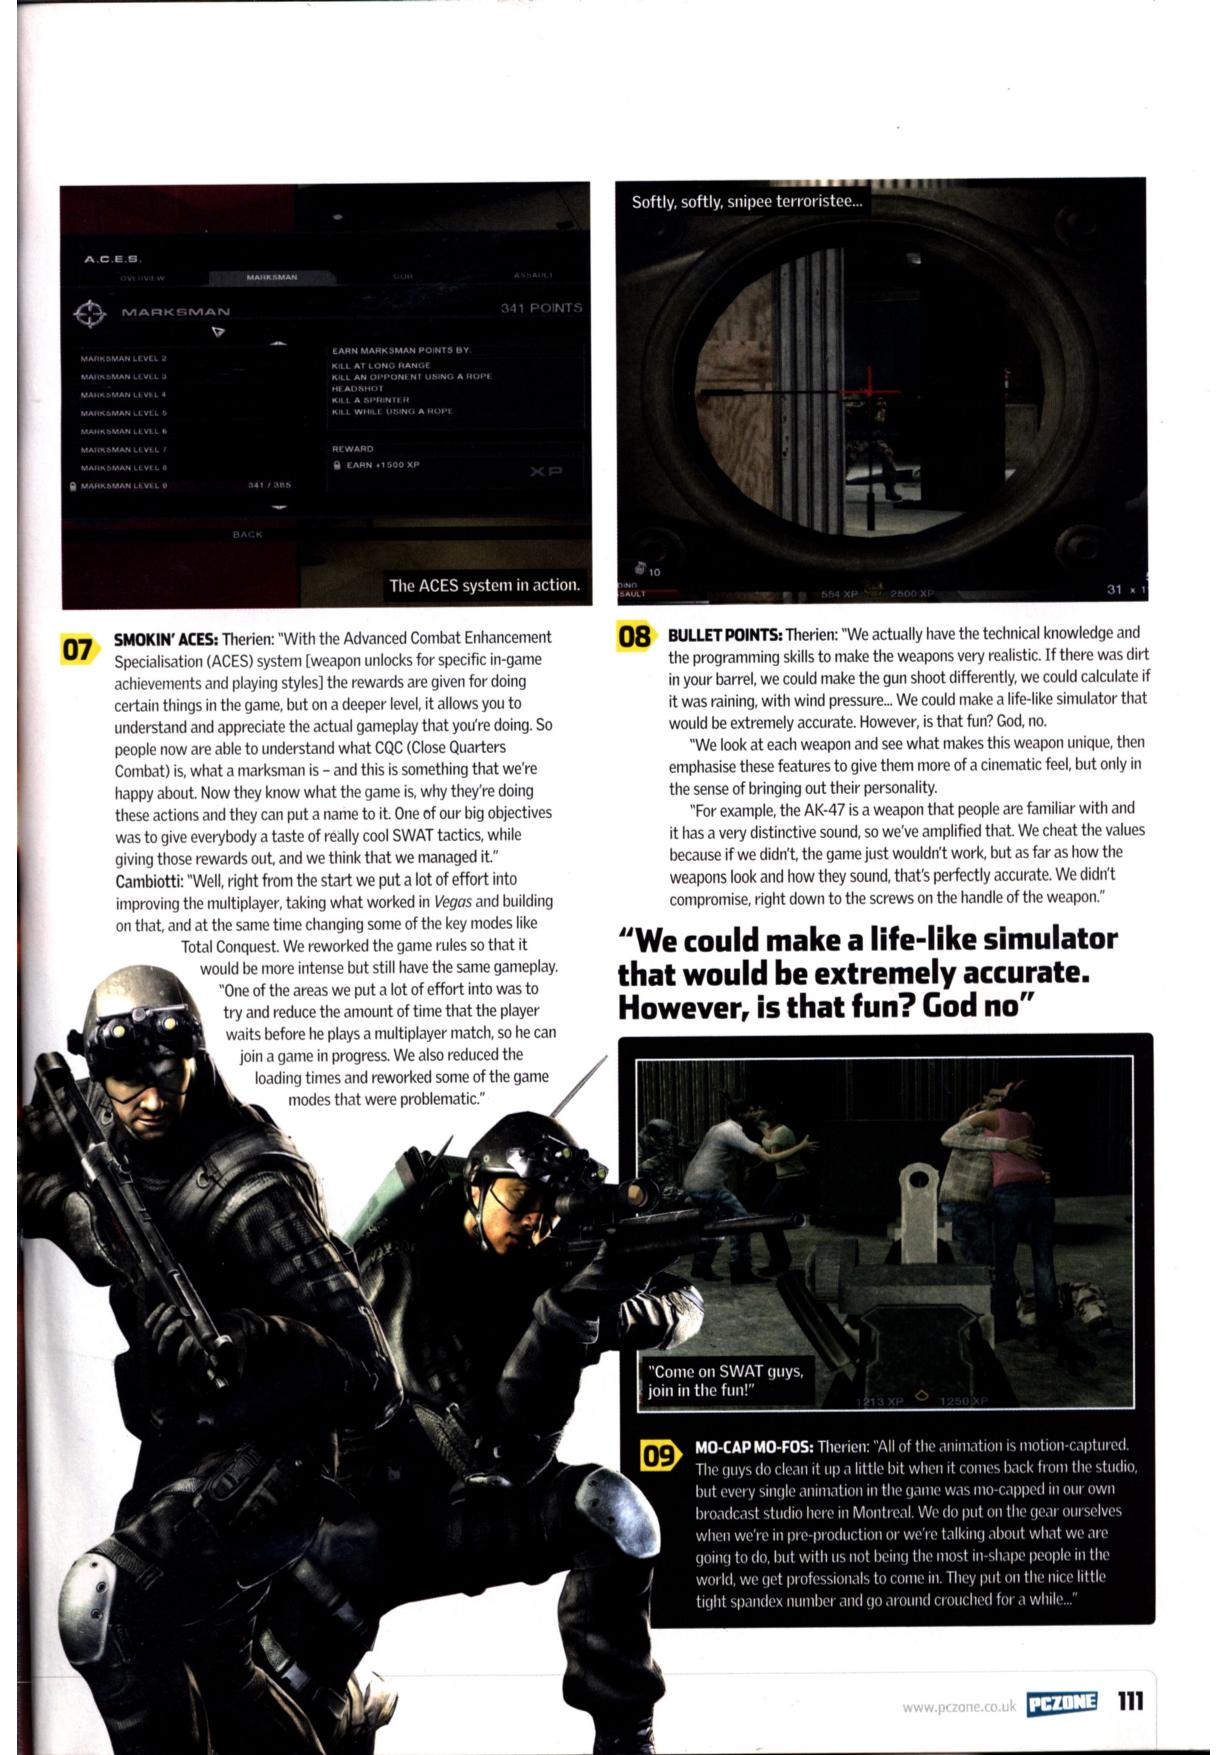 A.C.E.S.
OVERVIEW MARKSMAN CQB ASSAULT
MARKSMAN 341 POINTS
MARKSMAN LEVEL 2
MARKSMAN LEVEL 3
MARKSMAN LEVEL 4
MARKSMAN LEVEL 5
MARKSMAN LEVEL 6
MARKSMAN LEVEL 7
MARKSMAN LEVEL 8
MARKSMAN LEVEL 9 341 / 385
EARN MARKSMAN POINTS BY:
KILL AT LONG RANGE
KILL AN OPPONENT USING A ROPE
HEADSHOT
KILL A SPRINTER
KILL WHILE USING A ROPE
REWARD
EARN +1500 XP XP
BACK
The ACES system in action.
07 SMOKIN' ACES: Therien: "With the Advanced Combat Enhancement
Specialisation (ACES) system [weapon unlocks for specific in-game
achievements and playing styles] the rewards are given for doing
certain things in the game, but on a deeper level, it allows you to
understand and appreciate the actual gameplay that you're doing. So
people now are able to understand what CQC (Close Quarters
Combat) is, what a marksman is – and this is something that we're
happy about. Now they know what the game is, why they're doing
these actions and they can put a name to it. One of our big objectives
was to give everybody a taste of really cool SWAT tactics, while
giving those rewards out, and we think that we managed it."
Cambiotti: "Well, right from the start we put a lot of effort into
improving the multiplayer, taking what worked in Vegas and building
on that, and at the same time changing some of the key modes like
Total Conquest. We reworked the game rules so that it
would be more intense but still have the same gameplay.
"One of the areas we put a lot of effort into was to
try and reduce the amount of time that the player
waits before he plays a multiplayer match, so he can
join a game in progress. We also reduced the
loading times and reworked some of the game
modes that were problematic."
Softly, softly, snipee terroristee...
10
SAULT
554 XP 2500 XP
31 x 1
08 BULLET POINTS: Therien: "We actually have the technical knowledge and
the programming skills to make the weapons very realistic. If there was dirt
in your barrel, we could make the gun shoot differently, we could calculate if
it was raining, with wind pressure... We could make a life-like simulator that
would be extremely accurate. However, is that fun? God, no.
"We look at each weapon and see what makes this weapon unique, then
emphasise these features to give them more of a cinematic feel, but only in
the sense of bringing out their personality.
"For example, the AK-47 is a weapon that people are familiar with and
it has a very distinctive sound, so we've amplified that. We cheat the values
because if we didn't, the game just wouldn't work, but as far as how the
weapons look and how they sound, that's perfectly accurate. We didn't
compromise, right down to the screws on the handle of the weapon."
"We could make a life-like simulator
that would be extremely accurate.
However, is that fun? God no"
"Come on SWAT guys,
join in the fun!"
1213 XP 1250 XP
09 MO-CAP MO-FOS: Therien: "All of the animation is motion-captured.
The guys do clean it up a little bit when it comes back from the studio,
but every single animation in the game was mo-capped in our own
broadcast studio here in Montreal. We do put on the gear ourselves
when we're in pre-production or we're talking about what we are
going to do, but with us not being the most in-shape people in the
world, we get professionals to come in. They put on the nice little
tight spandex number and go around crouched for a while..."
www.pczone.co.uk PCZONE 111